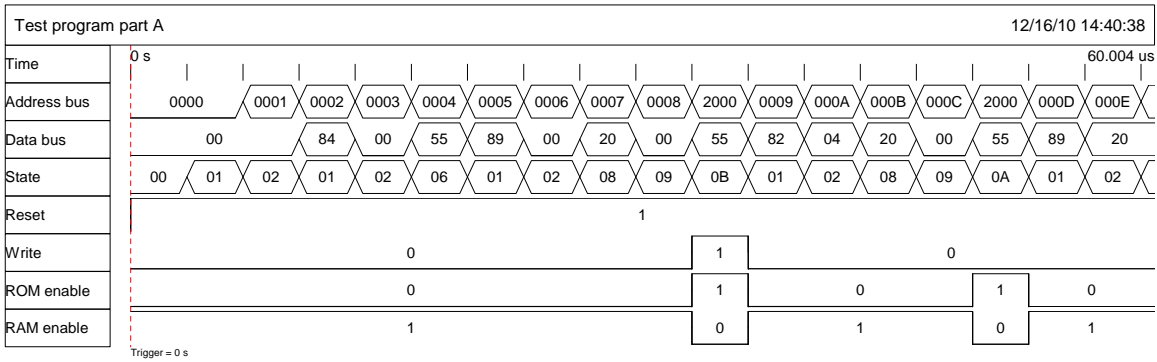 Test program part A 12/16/10 14:40:38
Time 0 s 60.004 us
Address bus 0000 0001 0002 0003 0004 0005 0006 0007 0008 2000 0009 000A 000B 000C 2000 000D 000E
Data bus 00 84 00 55 89 00 20 00 55 82 04 20 00 55 89 20
State 00 01 02 01 02 06 01 02 08 09 0B 01 02 08 09 0A 01 02
Reset 1
Write 0 1 0
ROM enable 0 1 0 1 0
RAM enable 1 0 1 0 1
Trigger = 0 s